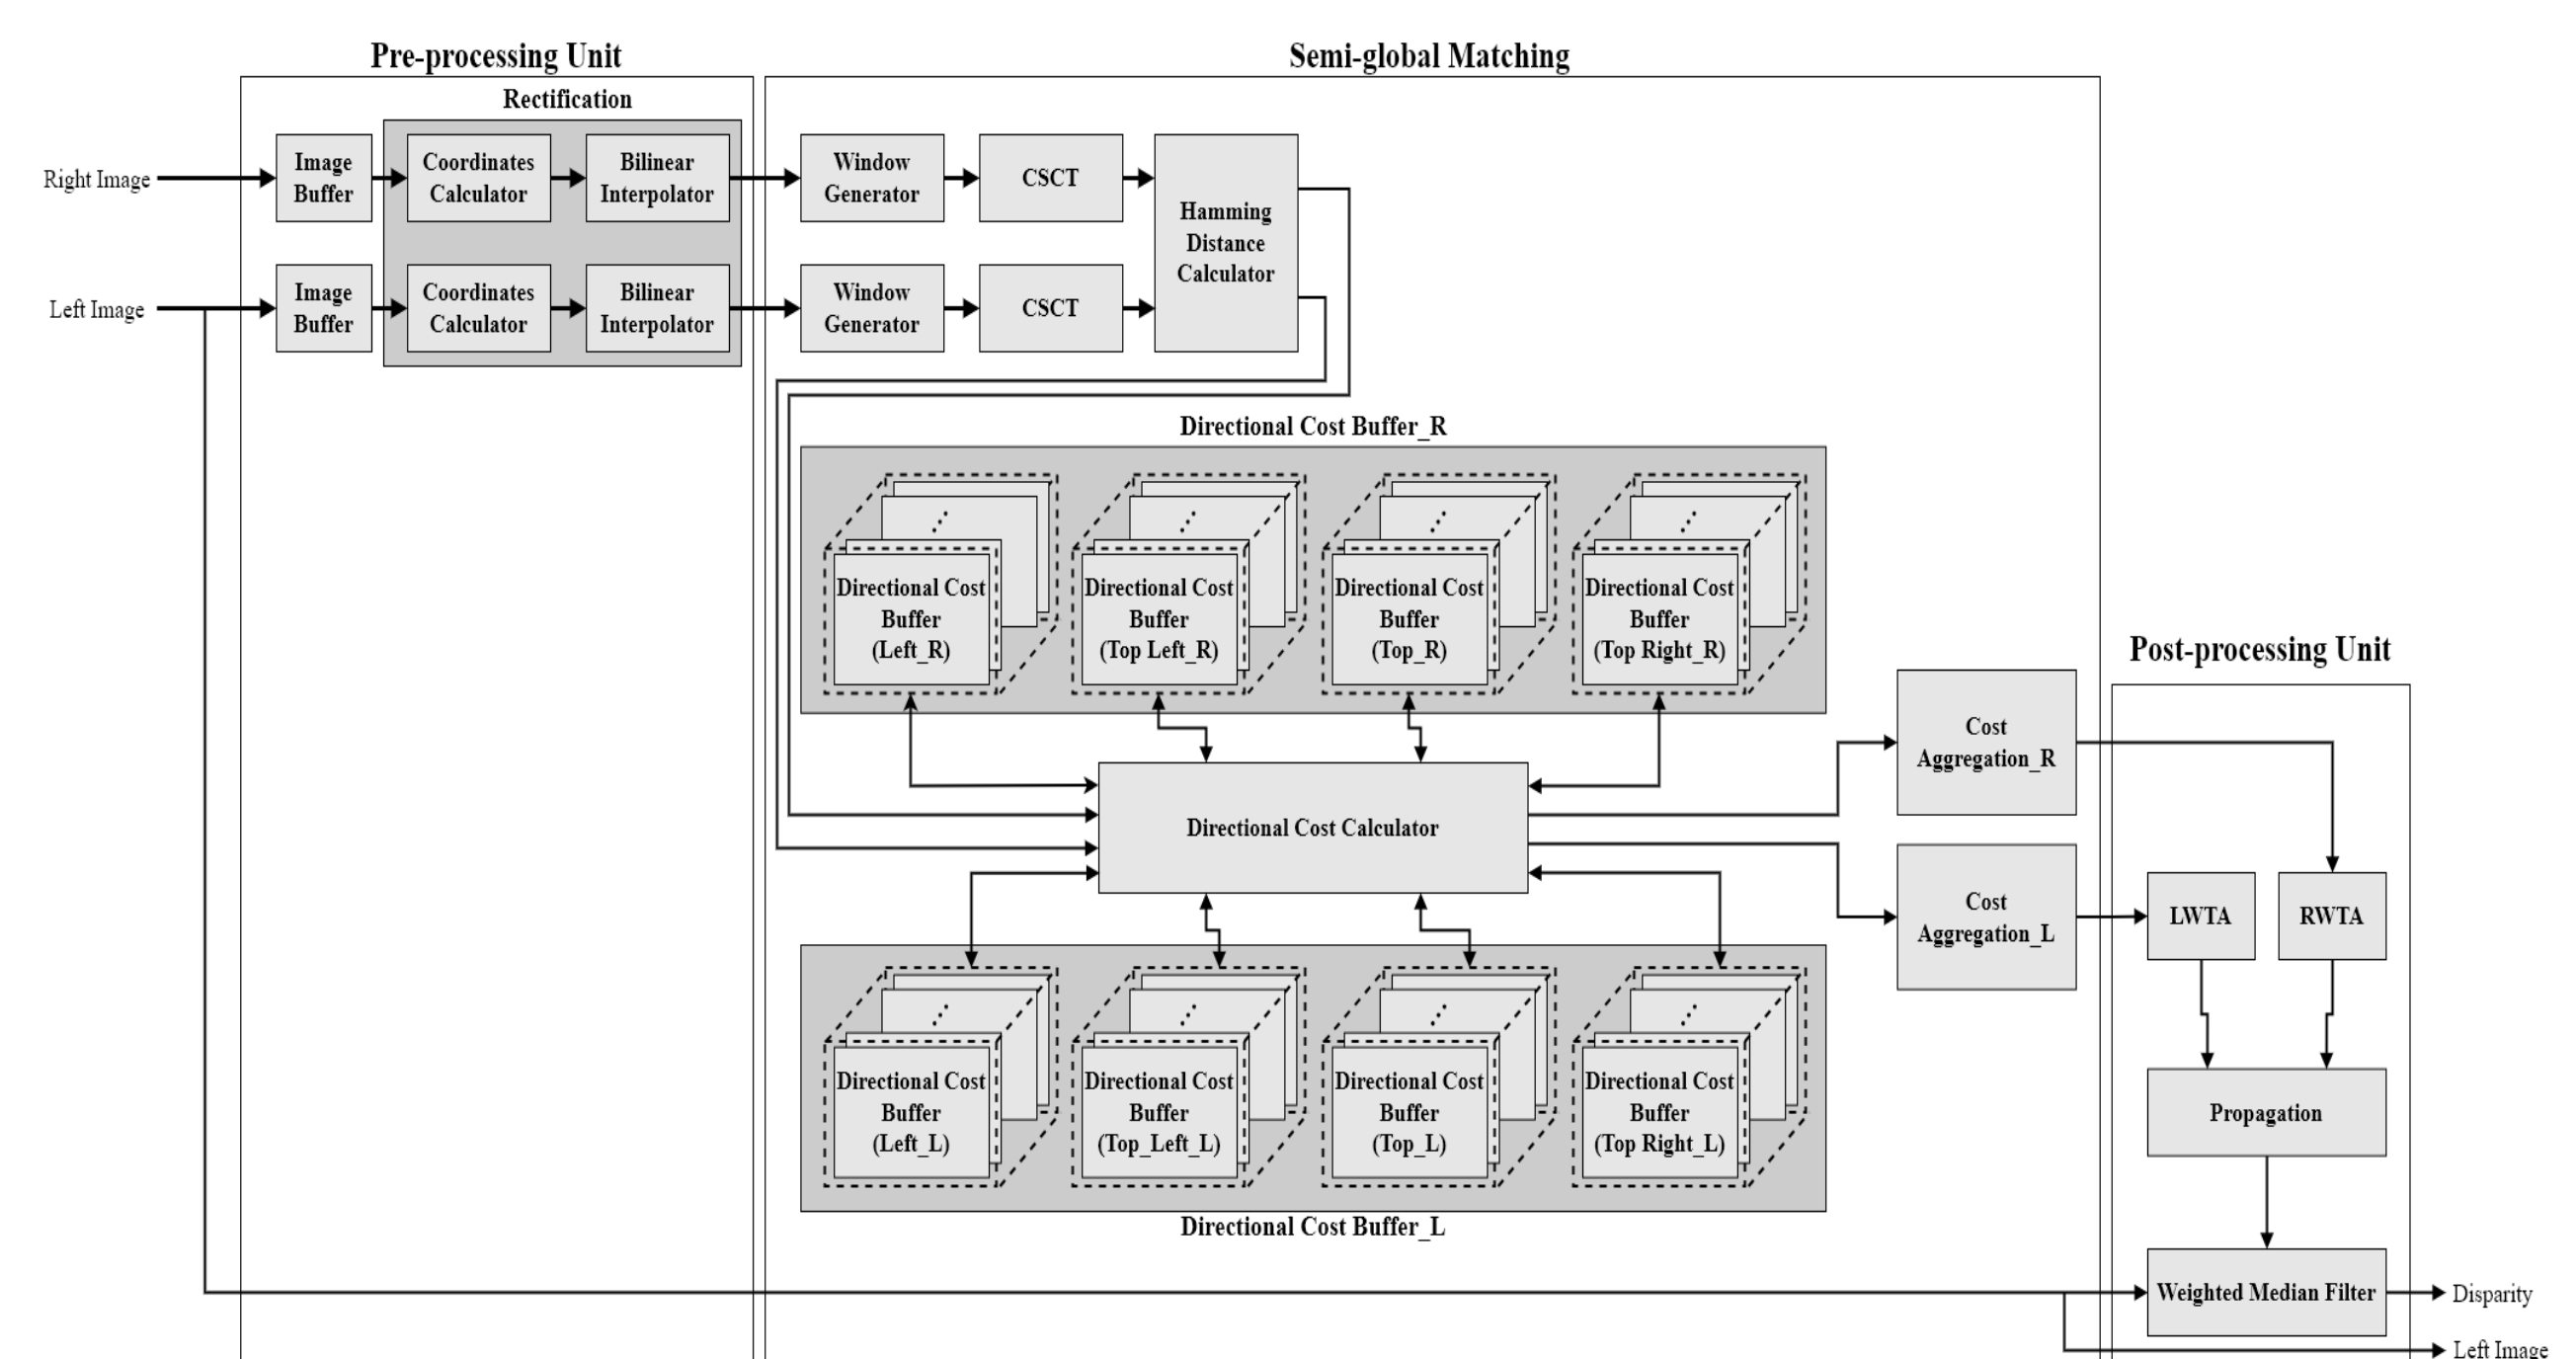 Pre-processing Unit
Semi-global Matching
Rectification
Right Image
Image
Buffer
Coordinates
Calculator
Bilinear
Interpolator
Window
Generator
CSCT
Hamming
Distance
Calculator
Left Image
Image
Buffer
Coordinates
Calculator
Bilinear
Interpolator
Window
Generator
CSCT
Directional Cost Buffer_R
Directional Cost
Buffer
(Left_R)
Directional Cost
Buffer
(Top Left_R)
Directional Cost
Buffer
(Top_R)
Directional Cost
Buffer
(Top Right_R)
Directional Cost Calculator
Directional Cost
Buffer
(Left_L)
Directional Cost
Buffer
(Top_Left_L)
Directional Cost
Buffer
(Top_L)
Directional Cost
Buffer
(Top Right_L)
Directional Cost Buffer_L
Cost
Aggregation_R
Cost
Aggregation_L
Post-processing Unit
LWTA
RWTA
Propagation
Weighted Median Filter
Disparity
Left Image